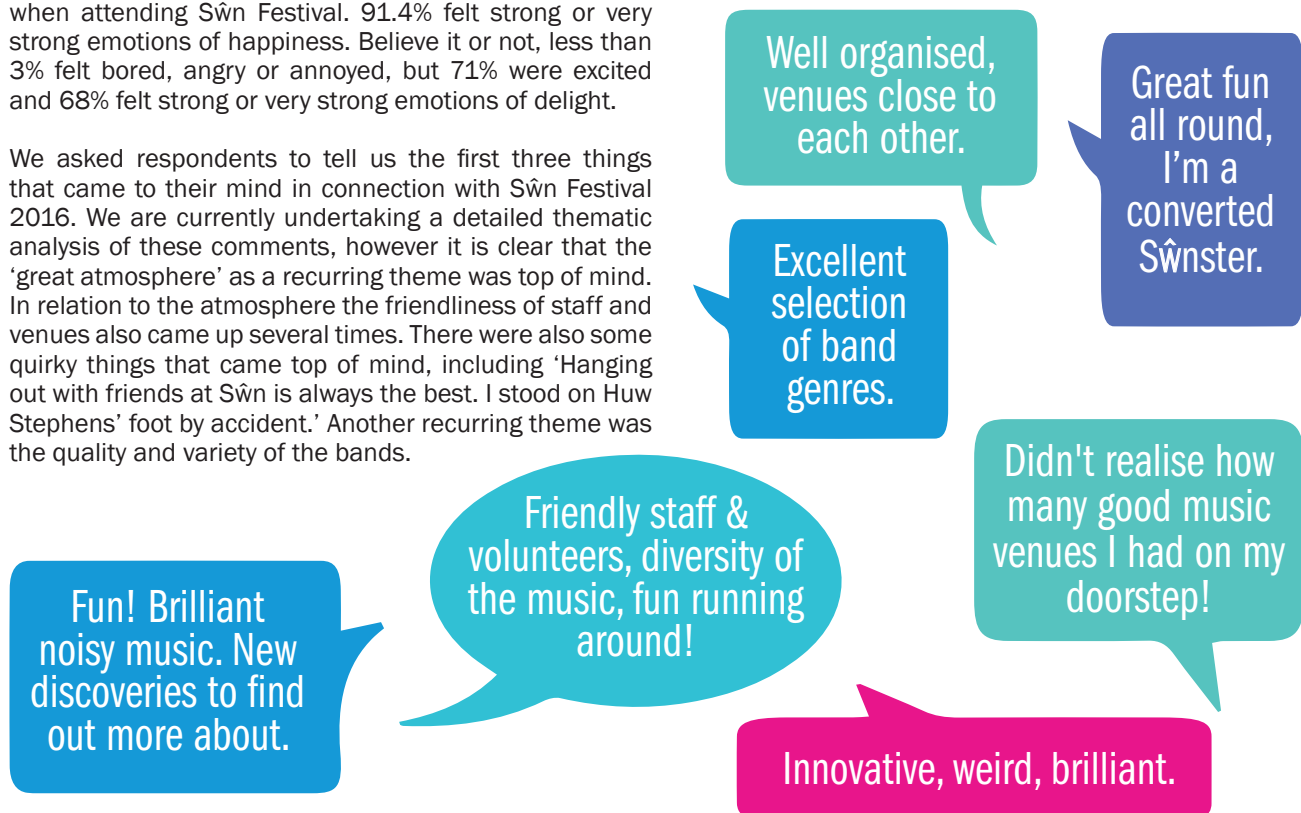 when attending Sŵn Festival. 91.4% felt strong or very
strong emotions of happiness. Believe it or not, less than
3% felt bored, angry or annoyed, but 71% were excited
and 68% felt strong or very strong emotions of delight.
We asked respondents to tell us the first three things
that came to their mind in connection with Sŵn Festival
2016. We are currently undertaking a detailed thematic
analysis of these comments, however it is clear that the
‘great atmosphere’ as a recurring theme was top of mind.
In relation to the atmosphere the friendliness of staff and
venues also came up several times. There were also some
quirky things that came top of mind, including ‘Hanging
out with friends at Sŵn is always the best. I stood on Huw
Stephens’ foot by accident.’ Another recurring theme was
the quality and variety of the bands.
Well organised,
venues close to
each other.
Great fun
all round,
I’m a
converted
Sŵnster.
Excellent
selection
of band
genres.
Didn't realise how
many good music
venues I had on my
doorstep!
Friendly staff &
volunteers, diversity of
the music, fun running
around!
Fun! Brilliant
noisy music. New
discoveries to find
out more about.
Innovative, weird, brilliant.